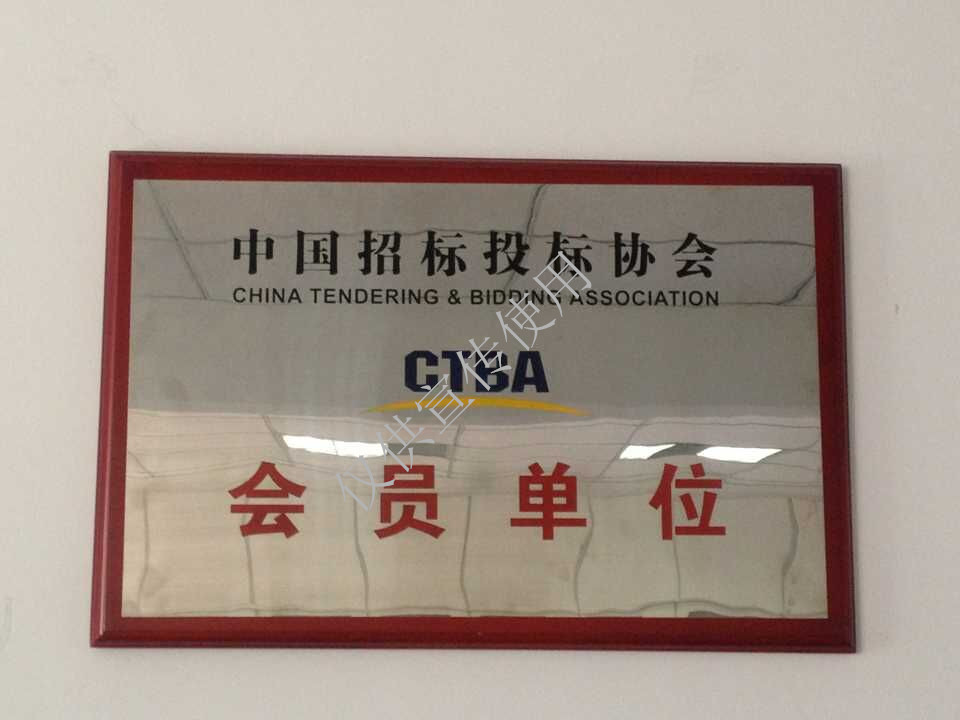 中国招标投标协会
CHINA TENDERING & BIDDING ASSOCIATION
CTBA
会员单位
仅供宣传使用